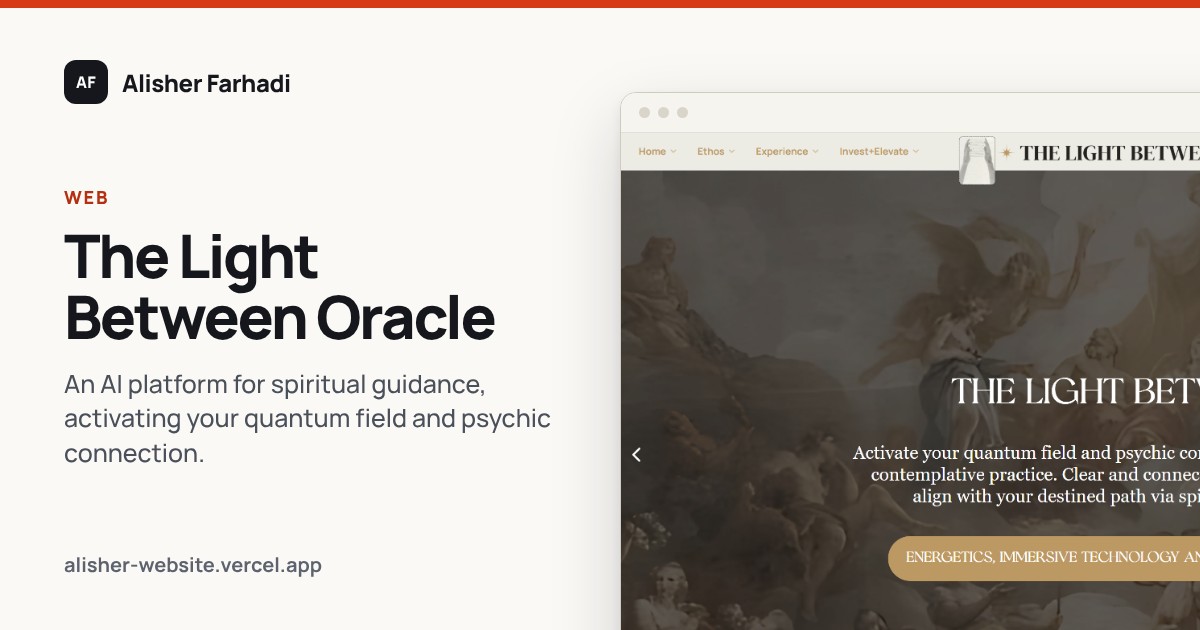 AF
Alisher Farhadi
WEB
The Light
Between Oracle
An AI platform for spiritual guidance,
activating your quantum field and psychic
connection.
alisher-website.vercel.app
Home Ethos Experience Invest+Elevate
THE LIGHT BETWE
THE LIGHT BETW
Activate your quantum field and psychic
contemplative practice. Clear and connec
align with your destined path via spi
ENERGETICS, IMMERSIVE TECHNOLOGY AN